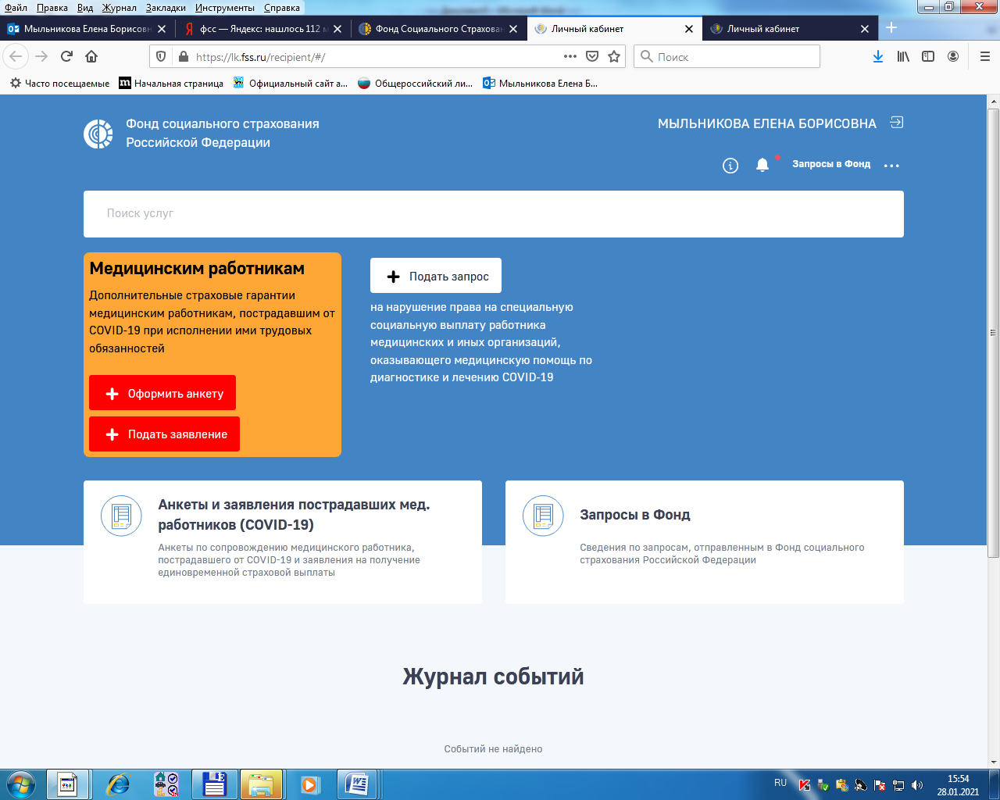 Файл Правка Вид Журнал Закладки Инструменты Справка
Мыльникова Елена Борисовн
фсс — Яндекс: нашлось 112 м
Фонд Социального Страхован
Личный кабинет
Личный кабинет
https://lk.fss.ru/recipient/#/
Поиск
Часто посещаемые
Начальная страница
Официальный сайт а...
Общероссийский ли...
Мыльникова Елена Б...
Фонд социального страхования
Российской Федерации
МЫЛЬНИКОВА ЕЛЕНА БОРИСОВНА
Запросы в Фонд
Поиск услуг
Медицинским работникам
Дополнительные страховые гарантии
медицинским работникам, пострадавшим от
COVID-19 при исполнении ими трудовых
обязанностей
Оформить анкету
Подать заявление
Подать запрос
на нарушение права на специальную
социальную выплату работника
медицинских и иных организаций,
оказывающего медицинскую помощь по
диагностике и лечению COVID-19
Анкеты и заявления пострадавших мед.
работников (COVID-19)
Анкеты по сопровождению медицинского работника,
пострадавшего от COVID-19 и заявления на получение
единовременной страховой выплаты
Запросы в Фонд
Сведения по запросам, отправленным в Фонд социального
страхования Российской Федерации
Журнал событий
Событий не найдено
RU
15:54
28.01.2021